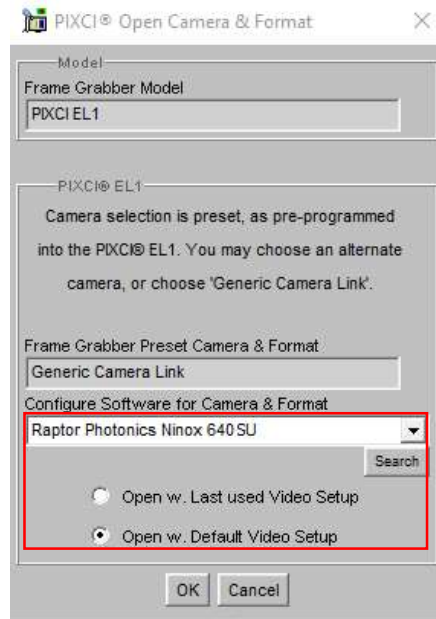 PIXCI® Open Camera & Format
Model
Frame Grabber Model
PIXCI EL1
PIXCI® EL1
Camera selection is preset, as pre-programmed
into the PIXCI® EL1. You may choose an alternate
camera, or choose 'Generic Camera Link'.
Frame Grabber Preset Camera & Format
Generic Camera Link
Configure Software for Camera & Format
Raptor Photonics Ninox 640SU
Search
Open w. Last used Video Setup
Open w. Default Video Setup
OK Cancel